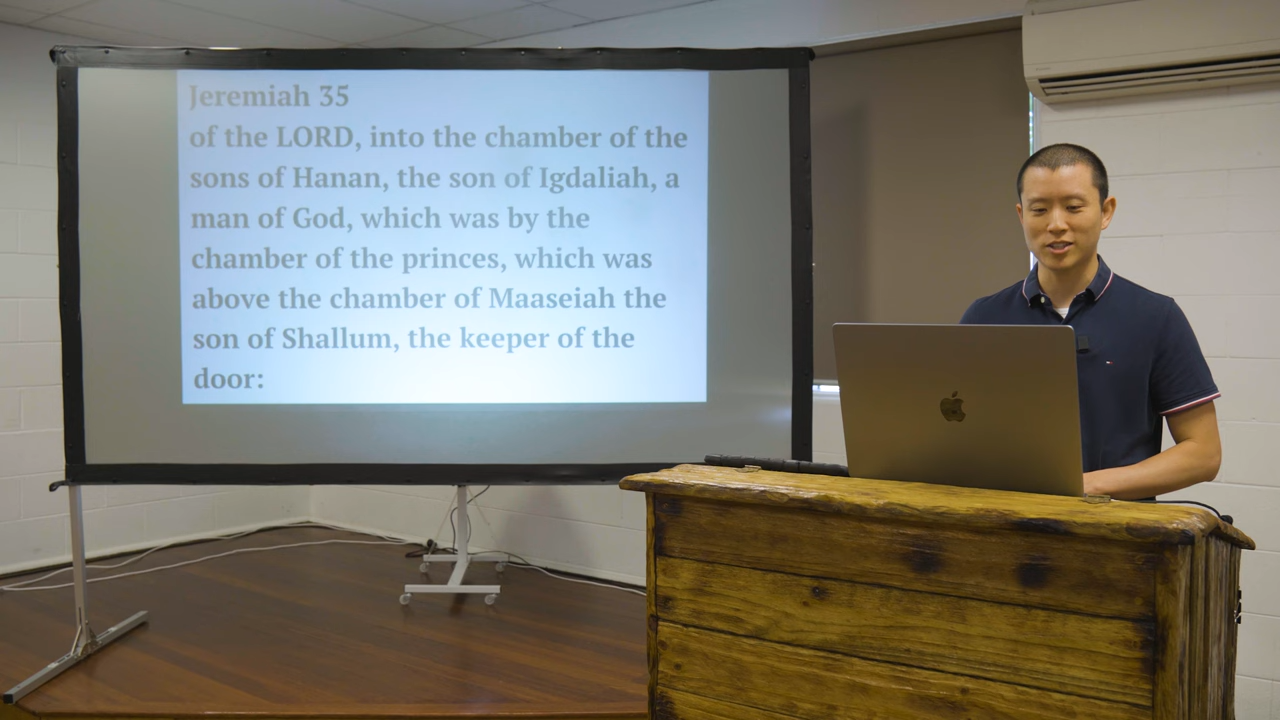 Jeremiah 35
of the LORD, into the chamber of the
sons of Hanan, the son of Igdaliah, a
man of God, which was by the
chamber of the princes, which was
above the chamber of Maaseiah the
son of Shallum, the keeper of the
door: